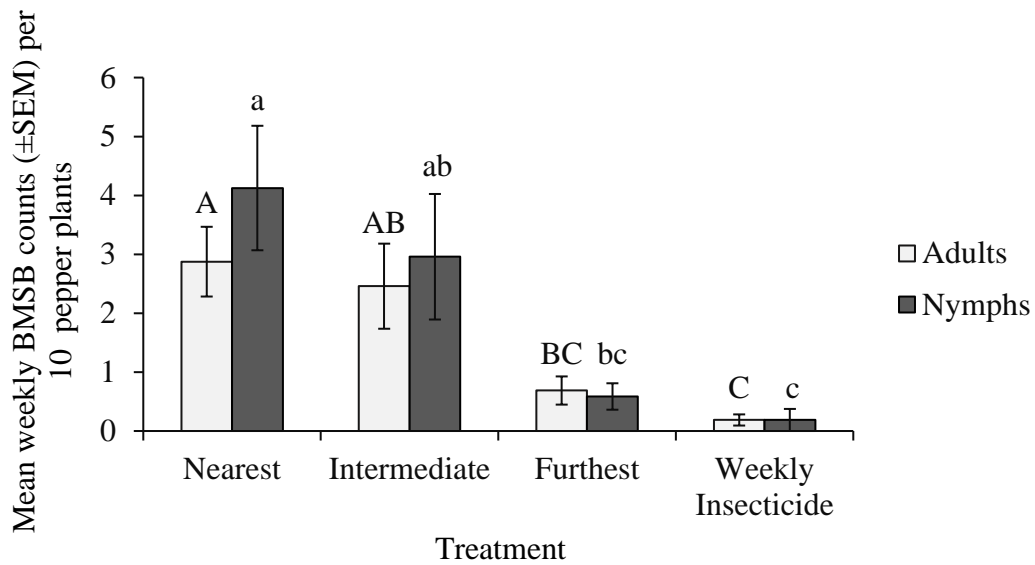 Mean weekly BMSB counts (±SEM) per
10 pepper plants
6
5
4
3
2
1
0
A
a
AB
ab
BC
bc
C
c
Adults
Nymphs
Nearest
Intermediate
Furthest
Weekly
Insecticide
Treatment